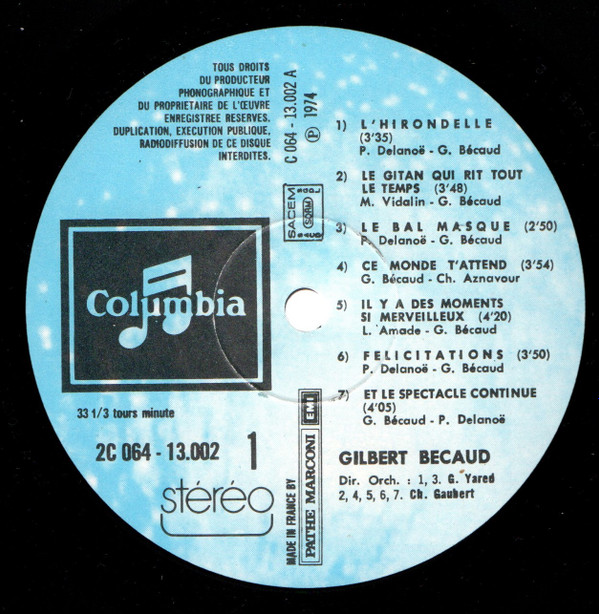 TOUS DROITS
DU PRODUCTEUR
PHONOGRAPHIQUE ET
DU PROPRIETAIRE DE L'ŒUVRE
ENREGISTREE RESERVES.
DUPLICATION, EXECUTION PUBLIQUE,
RADIODIFFUSION DE CE DISQUE
INTERDITES.
C 064 - 13.002 A
Ⓟ 1974
SACEM
1) L'HIRONDELLE
(3'35)
P. Delanoë - G. Bécaud
2) LE GITAN QUI RIT TOUT
LE TEMPS (3'48)
M. Vidalin - G. Bécaud
3) LE BAL MASQUE (2'50)
P. Delanoë - G. Bécaud
4) CE MONDE T'ATTEND (3'54)
G. Bécaud - Ch. Aznavour
5) IL Y A DES MOMENTS
SI MERVEILLEUX (4'20)
L. Amade - G. Bécaud
6) FELICITATIONS (3'50)
P. Delanoë - G. Bécaud
7) ET LE SPECTACLE CONTINUE
(4'05)
G. Bécaud - P. Delanoë
Columbia
33 1/3 tours minute
2C 064 - 13.002 1
stéréo
MADE IN FRANCE BY
PATHE MARCONI EMI
GILBERT BECAUD
Dir. Orch. : 1, 3. G. Yared
2, 4, 5, 6, 7. Ch. Gaubert